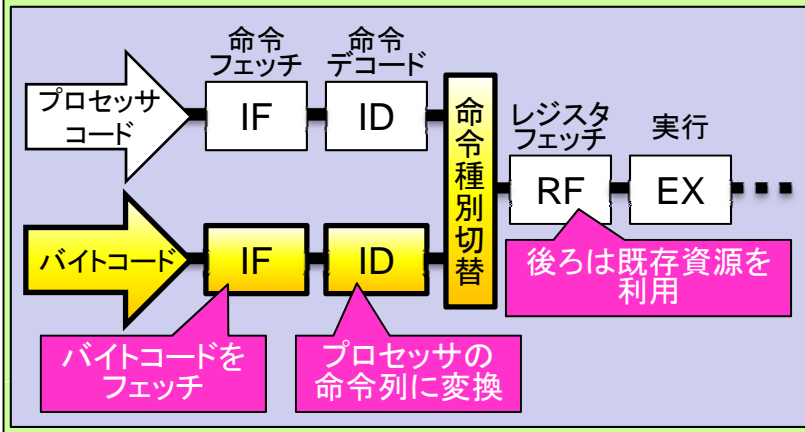 命令
フェッチ
命令
デコード
プロセッサ
コード
IF
ID
命令種別切替
レジスタ
フェッチ
実行
RF
EX
バイトコード
IF
ID
後ろは既存資源を
利用
バイトコードを
フェッチ
プロセッサの
命令列に変換